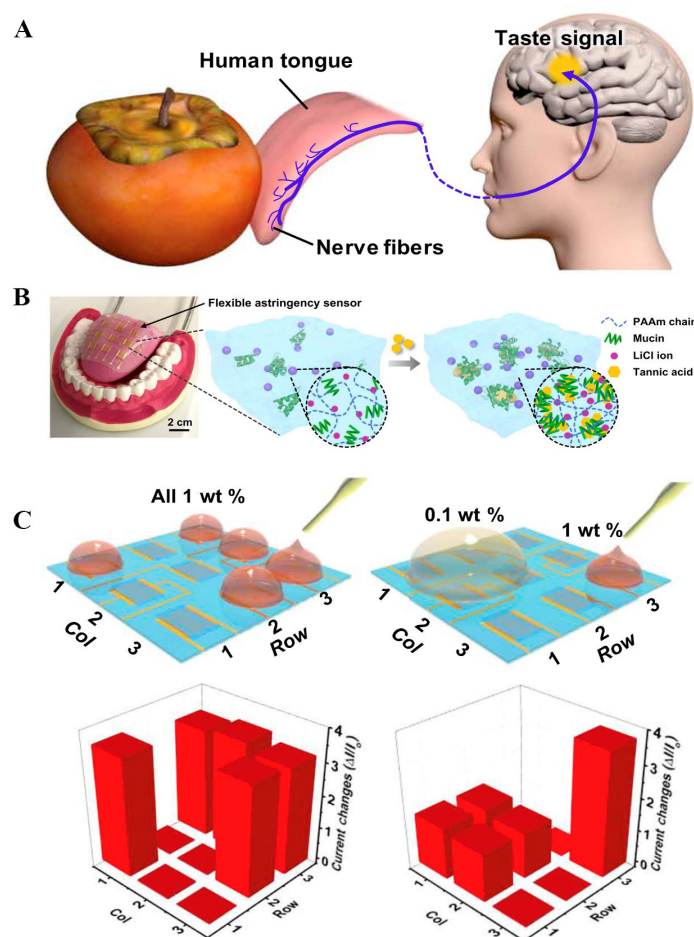 A
Taste signal
Human tongue
Nerve fibers
B
Flexible astringency sensor
2 cm
PAAm chain
Mucin
LiCl ion
Tannic acid
C
All 1 wt %
1
2
3
Col
1
2
3
Row
0.1 wt %
1 wt %
1
2
3
Col
1
2
3
Row
4
3
2
1
0
Current changes (ΔI/I₀)
1
2
3
Col
1
2
3
Row
4
3
2
1
0
Current changes (ΔI/I₀)
1
2
3
Col
1
2
3
Row